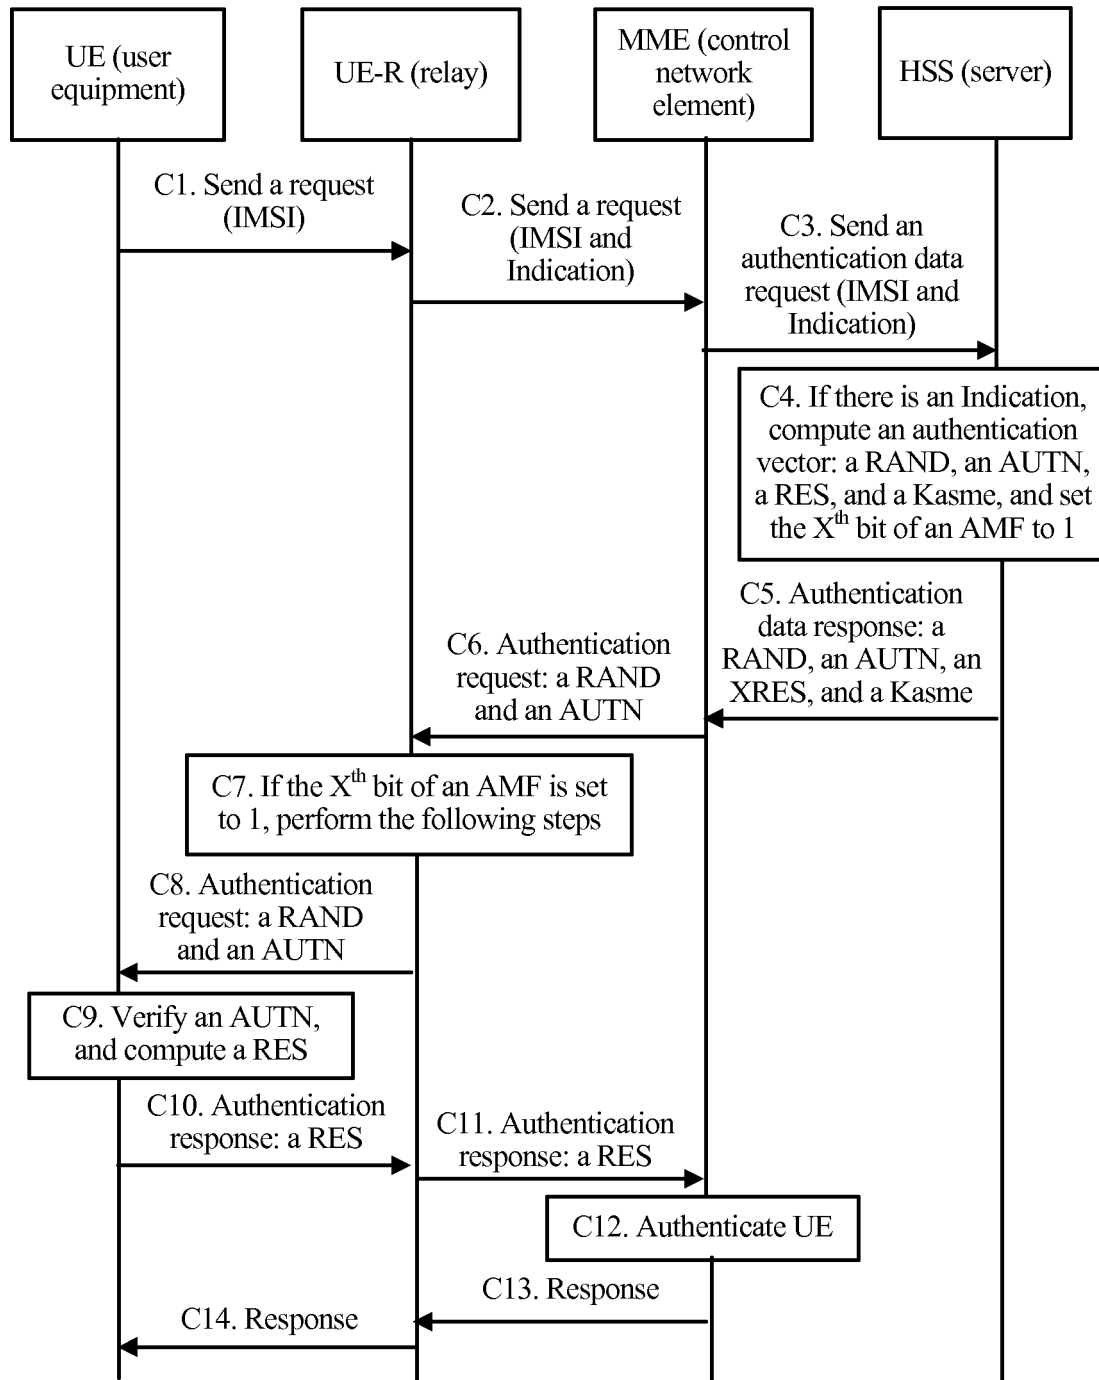 UE (user
equipment)
UE-R (relay)
MME (control
network
element)
HSS (server)
C1. Send a request
(IMSI)
C2. Send a request
(IMSI and
Indication)
C3. Send an
authentication data
request (IMSI and
Indication)
C4. If there is an Indication,
compute an authentication
vector: a RAND, an AUTN,
a RES, and a Kasme, and set
the Xth bit of an AMF to 1
C5. Authentication
data response: a
RAND, an AUTN, an
XRES, and a Kasme
C6. Authentication
request: a RAND
and an AUTN
C7. If the Xth bit of an AMF is set
to 1, perform the following steps
C8. Authentication
request: a RAND
and an AUTN
C9. Verify an AUTN,
and compute a RES
C10. Authentication
response: a RES
C11. Authentication
response: a RES
C12. Authenticate UE
C13. Response
C14. Response